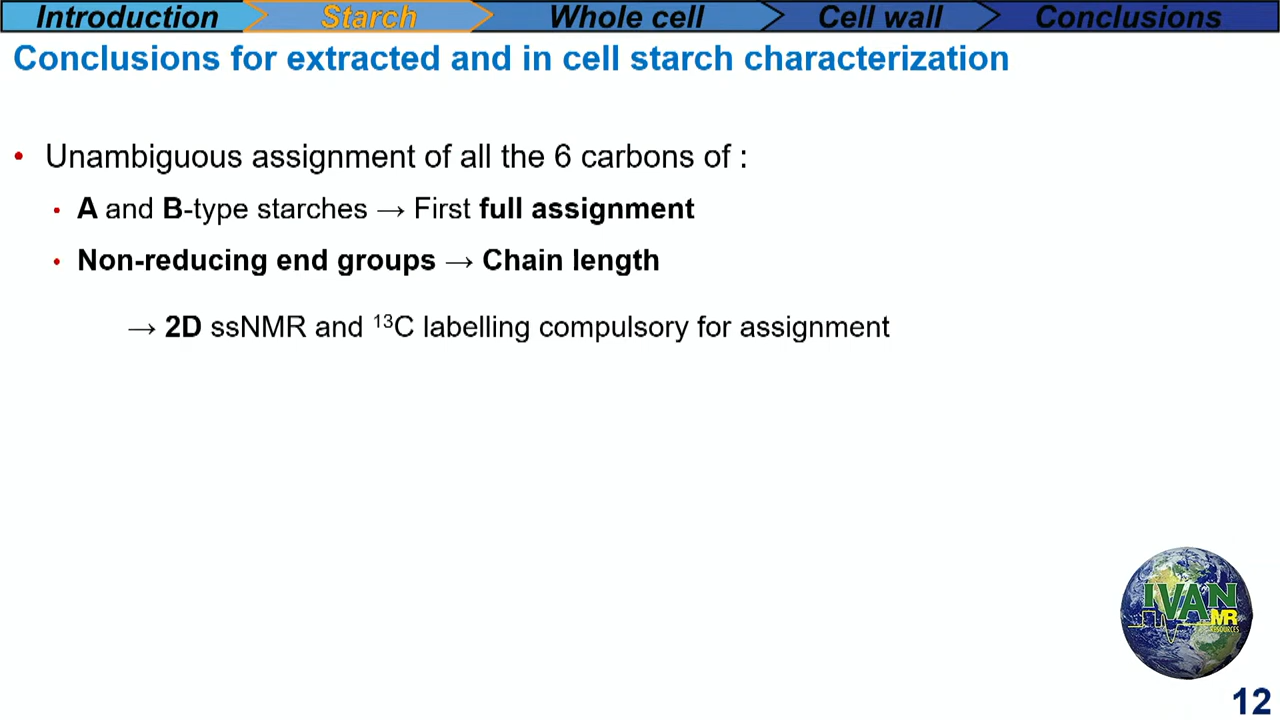 Introduction
Starch
Whole cell
Cell wall
Conclusions
Conclusions for extracted and in cell starch characterization
• Unambiguous assignment of all the 6 carbons of :
• A and B-type starches → First full assignment
• Non-reducing end groups → Chain length
→ 2D ssNMR and ¹³C labelling compulsory for assignment
IVAN
MR
RESOURCES
12